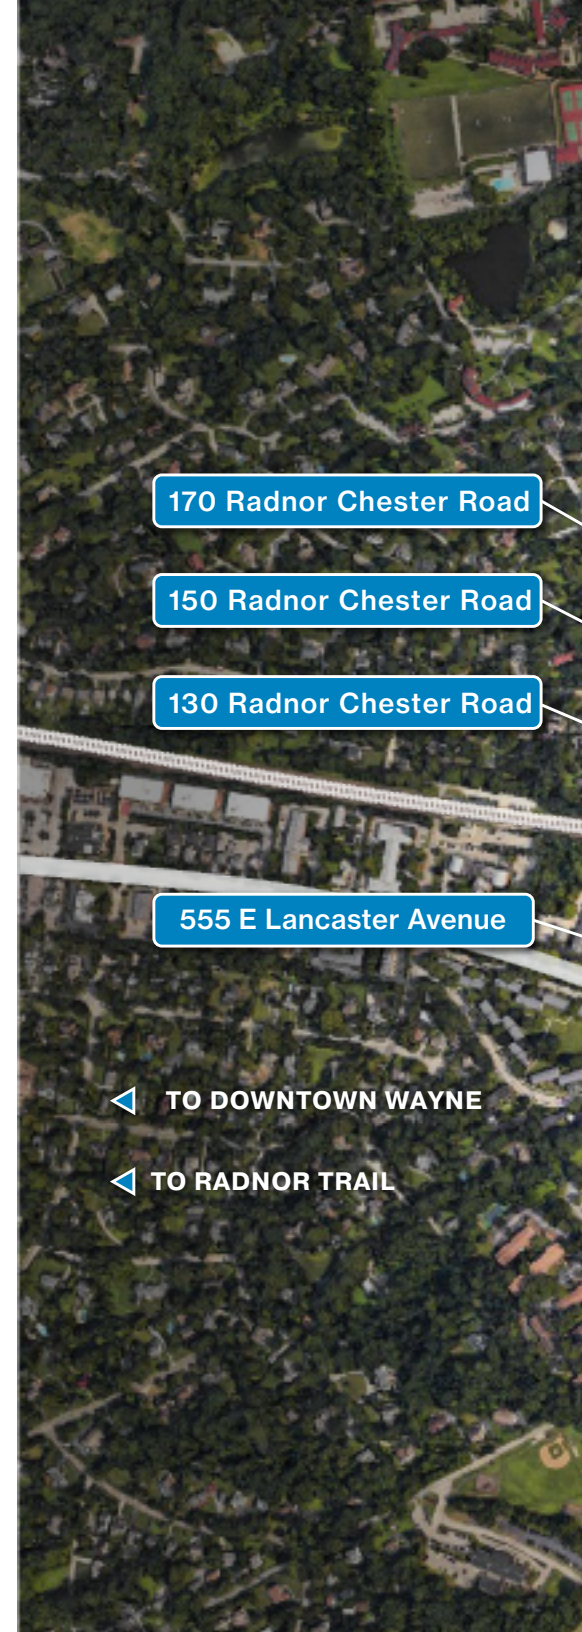 170 Radnor Chester Road
150 Radnor Chester Road
130 Radnor Chester Road
555 E Lancaster Avenue
TO DOWNTOWN WAYNE
TO RADNOR TRAIL